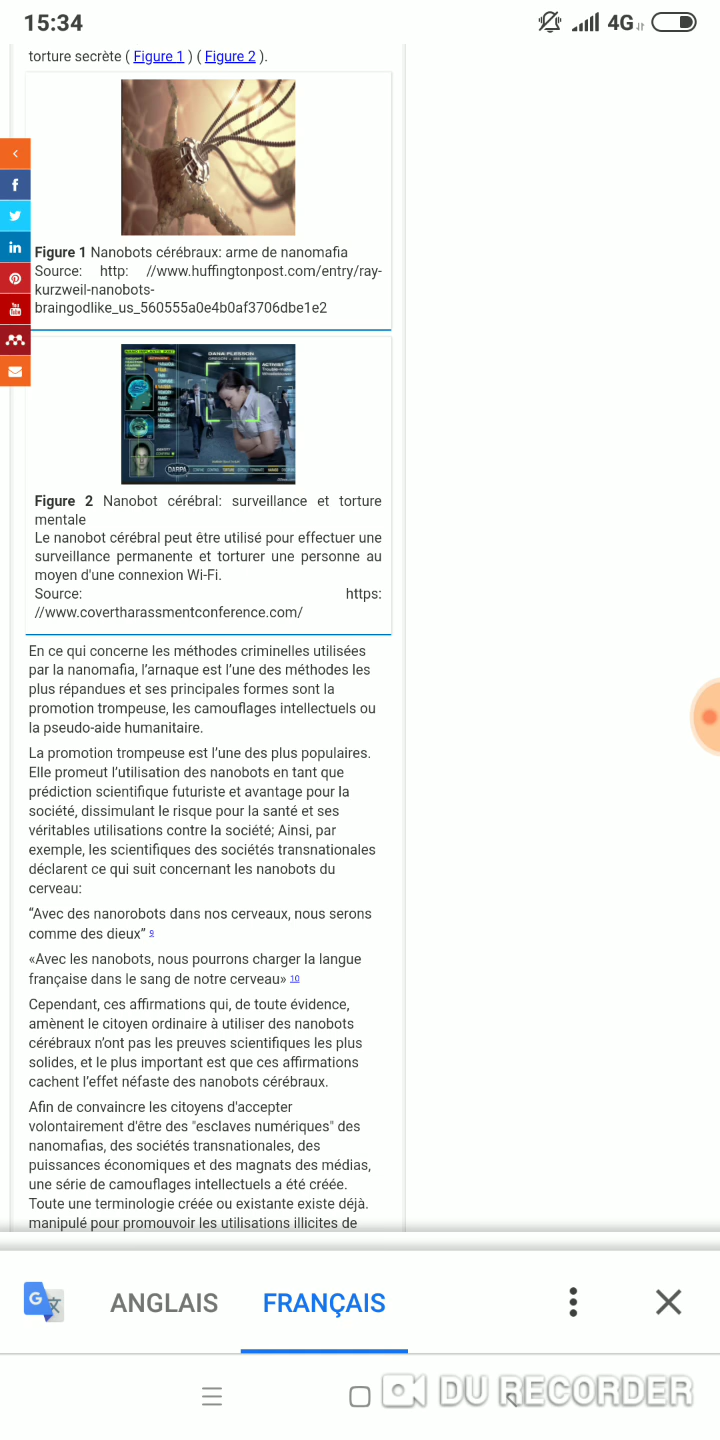 15:34
4G
torture secrète ( Figure 1 ) ( Figure 2 ).
Figure 1 Nanobots cérébraux: arme de nanomafia
Source: http: //www.huffingtonpost.com/entry/ray-
kurzweil-nanobots-
braingodlike_us_560555a0e4b0af3706dbe1e2
DANA PLESSON
DARPA
Figure 2 Nanobot cérébral: surveillance et torture
mentale
Le nanobot cérébral peut être utilisé pour effectuer une
surveillance permanente et torturer une personne au
moyen d'une connexion Wi-Fi.
Source: https:
//www.covertharassmentconference.com/
En ce qui concerne les méthodes criminelles utilisées
par la nanomafia, l’arnaque est l’une des méthodes les
plus répandues et ses principales formes sont la
promotion trompeuse, les camouflages intellectuels ou
la pseudo-aide humanitaire.
La promotion trompeuse est l’une des plus populaires.
Elle promeut l’utilisation des nanobots en tant que
prédiction scientifique futuriste et avantage pour la
société, dissimulant le risque pour la santé et ses
véritables utilisations contre la société; Ainsi, par
exemple, les scientifiques des sociétés transnationales
déclarent ce qui suit concernant les nanobots du
cerveau:
“Avec des nanorobots dans nos cerveaux, nous serons
comme des dieux” 9
«Avec les nanobots, nous pourrons charger la langue
française dans le sang de notre cerveau» 10
Cependant, ces affirmations qui, de toute évidence,
amènent le citoyen ordinaire à utiliser des nanobots
cérébraux n’ont pas les preuves scientifiques les plus
solides, et le plus important est que ces affirmations
cachent l’effet néfaste des nanobots cérébraux.
Afin de convaincre les citoyens d'accepter
volontairement d'être des "esclaves numériques" des
nanomafias, des sociétés transnationales, des
puissances économiques et des magnats des médias,
une série de camouflages intellectuels a été créée.
Toute une terminologie créée ou existante existe déjà.
manipulé pour promouvoir les utilisations illicites de
ANGLAIS FRANÇAIS
DU RECORDER